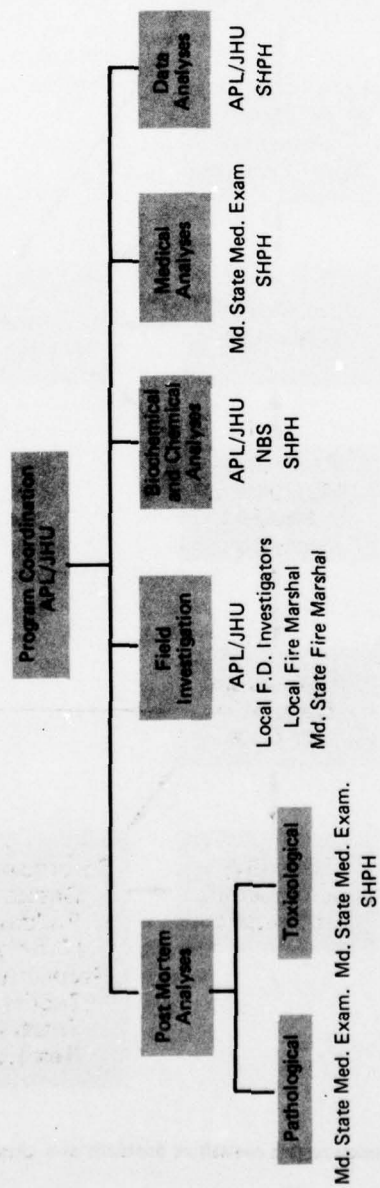 Program Coordination
APL/JHU
Post Mortem
Analyses
Pathological
Md. State Med. Exam.
Toxicological
Md. State Med. Exam.
SHPH
Field
Investigation
APL/JHU
Local F.D. Investigators
Local Fire Marshal
Md. State Fire Marshal
Biochemical
and Chemical
Analyses
APL/JHU
NBS
SHPH
Medical
Analyses
Md. State Med. Exam
SHPH
Data
Analyses
APL/JHU
SHPH